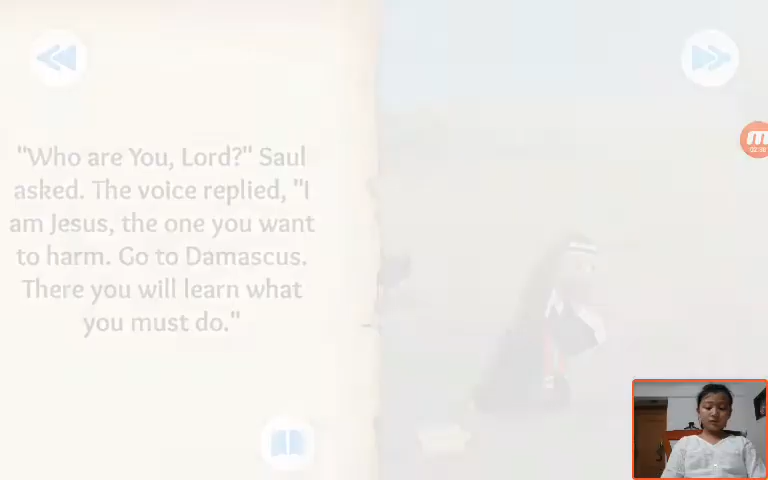 "Who are You, Lord?" Saul
asked. The voice replied, "I
am Jesus, the one you want
to harm. Go to Damascus.
There you will learn what
you must do."